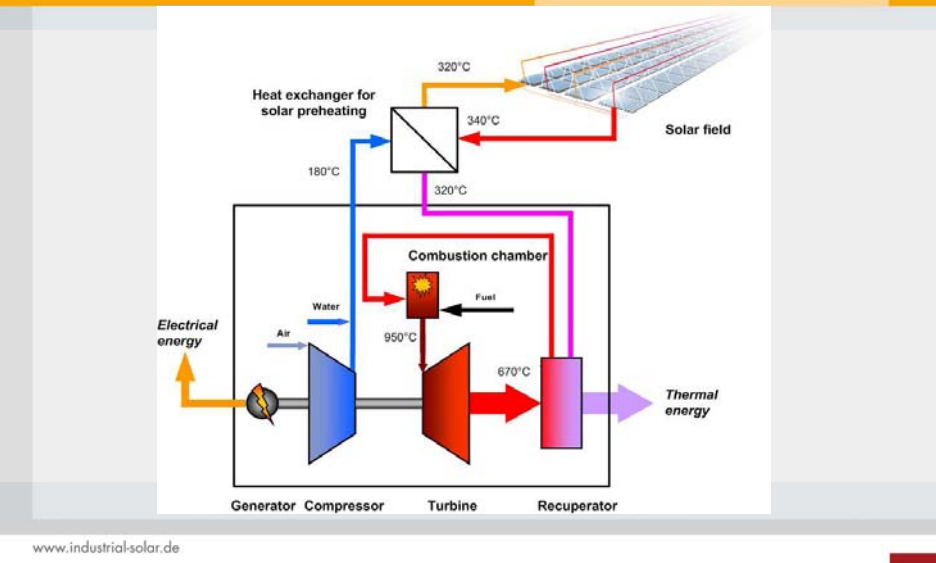 320°C
Heat exchanger for
solar preheating
340°C
Solar field
180°C
320°C
Combustion chamber
Water
Fuel
Electrical
energy
Air
950°C
670°C
Thermal
energy
Generator Compressor Turbine Recuperator
www.industrial-solar.de